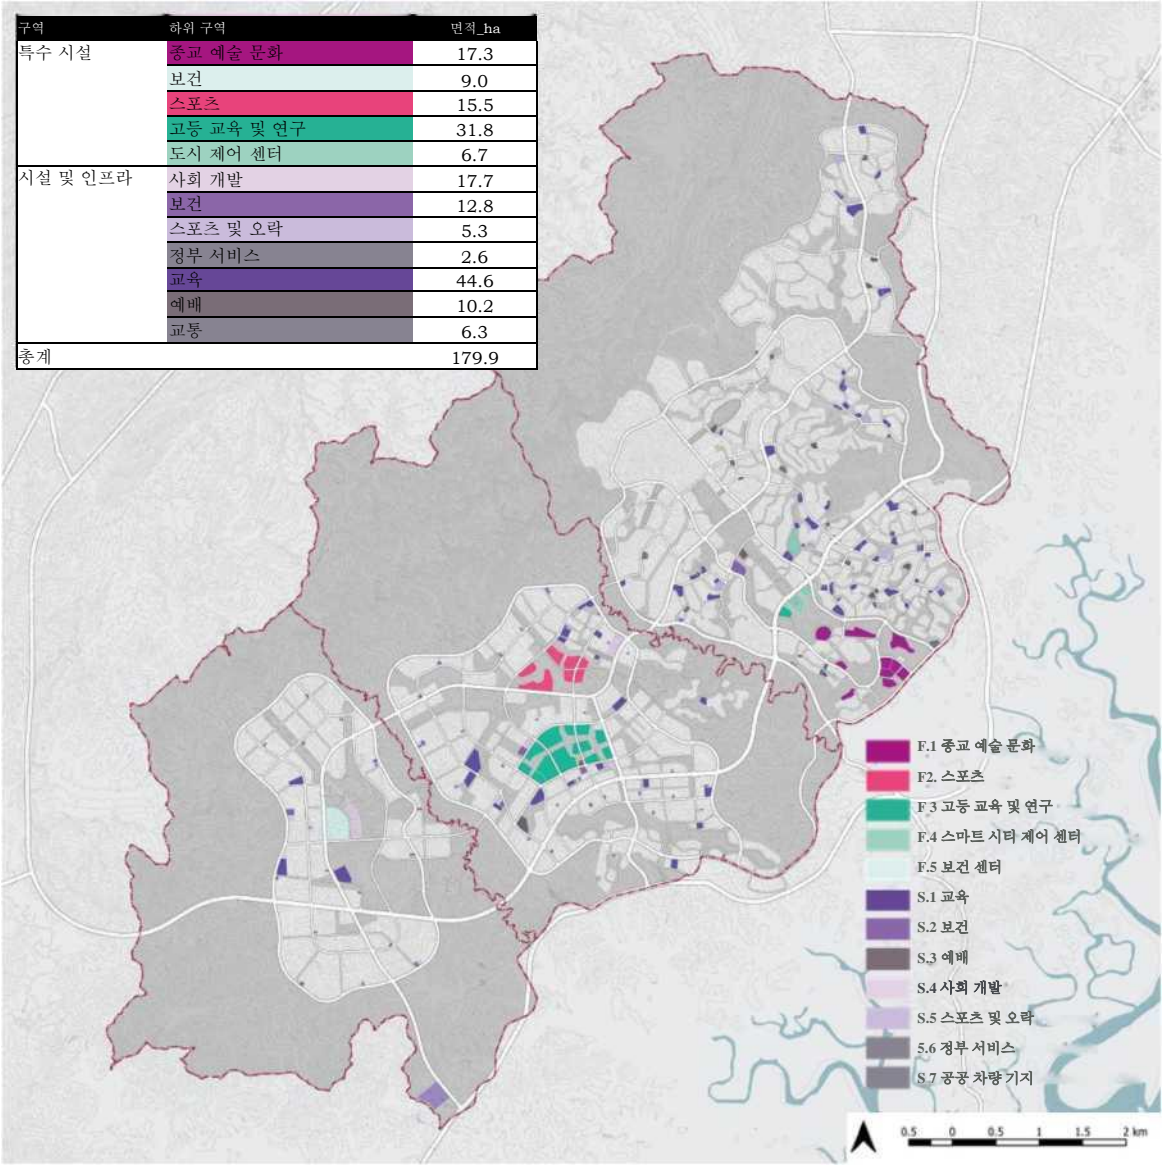 구역 하위 구역 면적_ha
특수 시설 종교 예술 문화 17.3
보건 9.0
스포츠 15.5
고등 교육 및 연구 31.8
도시 제어 센터 6.7
시설 및 인프라 사회 개발 17.7
보건 12.8
스포츠 및 오락 5.3
정부 서비스 2.6
교육 44.6
예배 10.2
교통 6.3
총계 179.9
F.1 종교 예술 문화
F2. 스포츠
F 3 고등 교육 및 연구
F.4 스마트 시티 제어 센터
F.5 보건 센터
S.1 교육
S.2 보건
S.3 예배
S.4 사회 개발
S.5 스포츠 및 오락
5.6 정부 서비스
S.7 공공 차량 기지
0.5 0 0.5 1 1.5 2 km